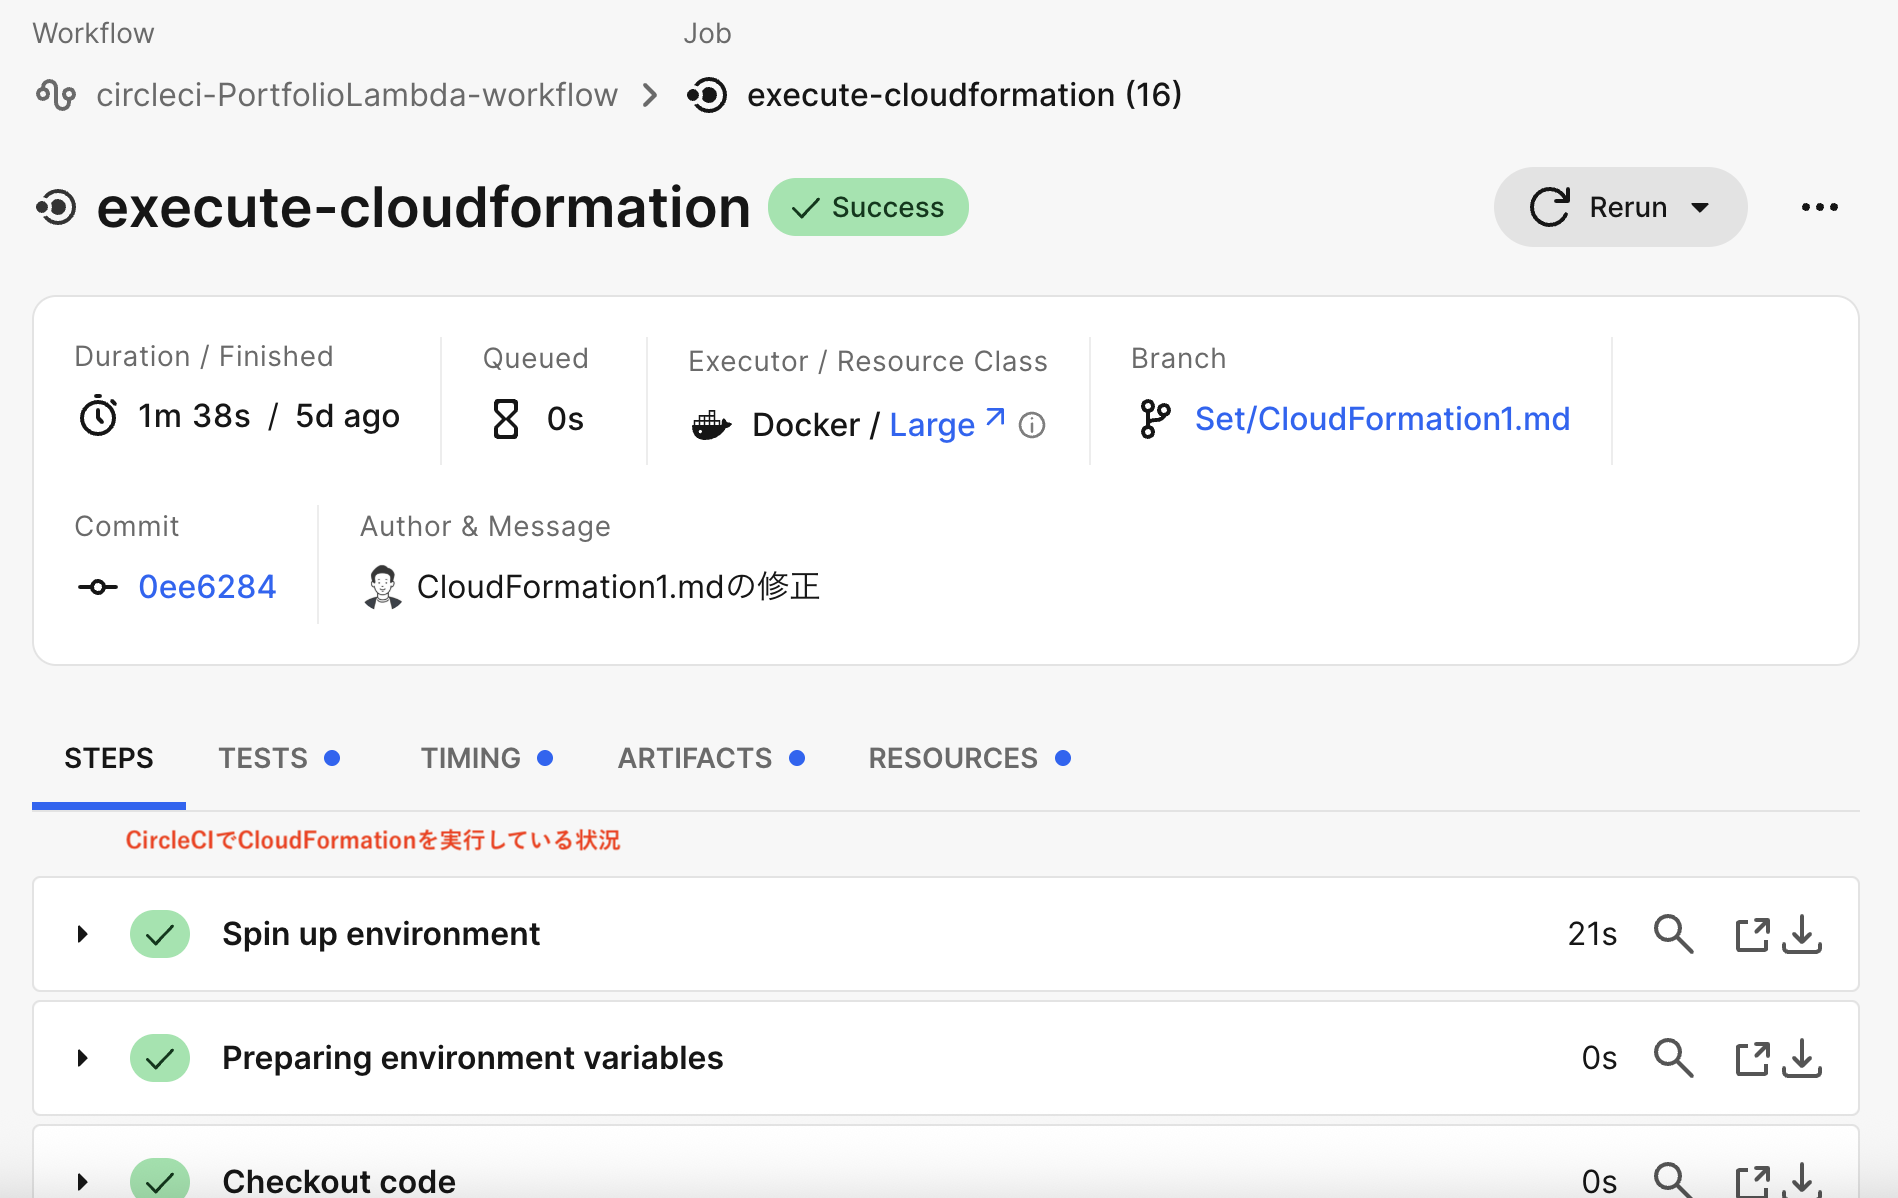 Workflow
Job
circleci-PortfolioLambda-workflow
execute-cloudformation (16)
execute-cloudformation
Success
Rerun
Duration / Finished
1m 38s / 5d ago
Queued
0s
Executor / Resource Class
Docker / Large
Branch
Set/CloudFormation1.md
Commit
0ee6284
Author & Message
CloudFormation1.mdの修正
STEPS
TESTS
TIMING
ARTIFACTS
RESOURCES
CircleCIでCloudFormationを実行している状況
Spin up environment
21s
Preparing environment variables
0s
Checkout code
0s